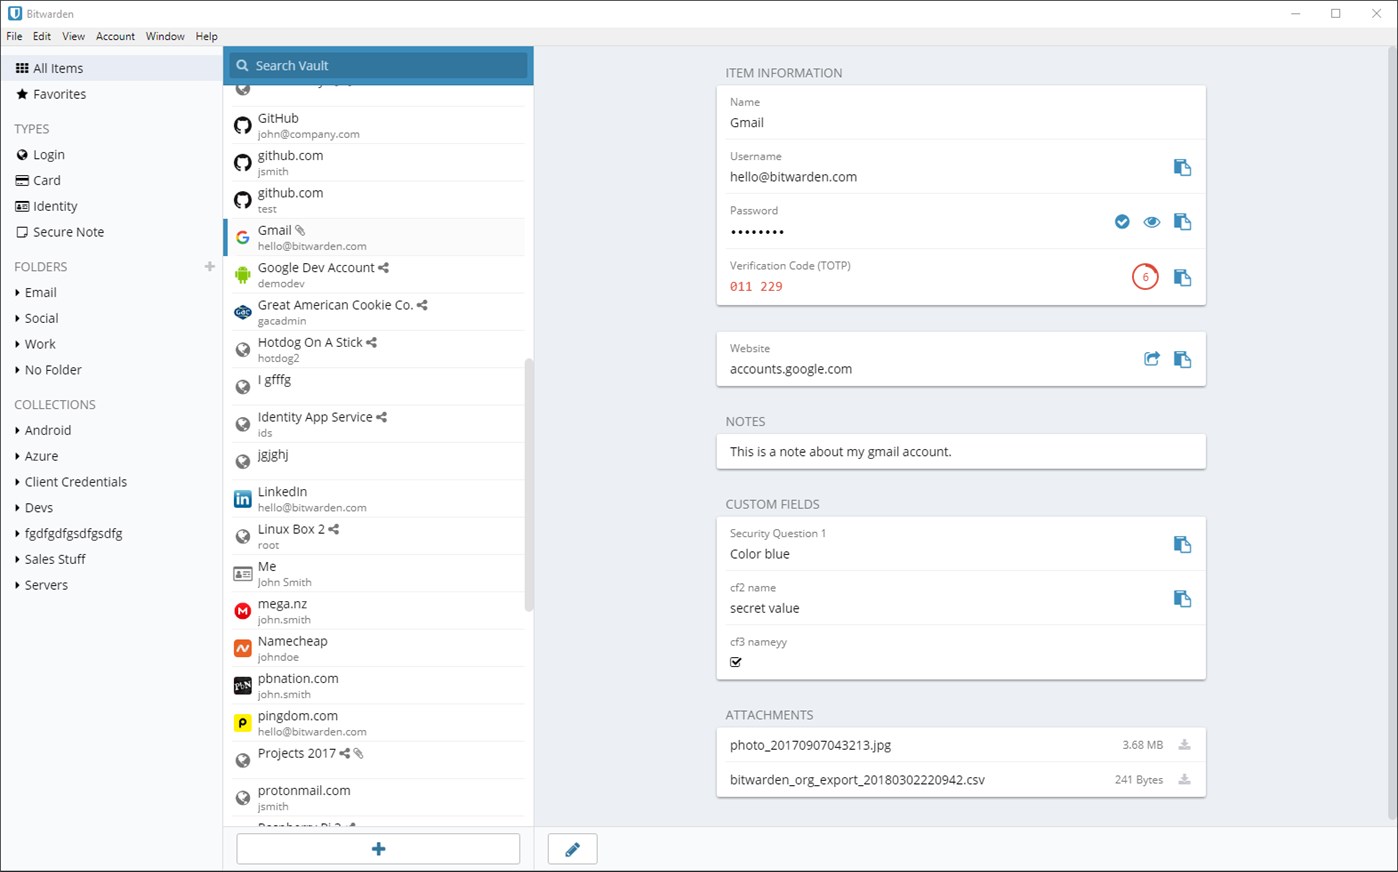 Bitwarden
File Edit View Account Window Help
All Items
Favorites
TYPES
Login
Card
Identity
Secure Note
FOLDERS
Email
Social
Work
No Folder
COLLECTIONS
Android
Azure
Client Credentials
Devs
fgdfgdfgsdfgsdfg
Sales Stuff
Servers
Search Vault
GitHub
john@company.com
github.com
jsmith
github.com
test
Gmail
hello@bitwarden.com
Google Dev Account
demodev
Great American Cookie Co.
gacadmin
Hotdog On A Stick
hotdog2
I gfffg
Identity App Service
ids
jgjghj
LinkedIn
hello@bitwarden.com
Linux Box 2
root
Me
John Smith
mega.nz
john.smith
Namecheap
johndoe
pbnation.com
john.smith
pingdom.com
hello@bitwarden.com
Projects 2017
protonmail.com
jsmith
ITEM INFORMATION
Name
Gmail
Username
hello@bitwarden.com
Password
••••••••
Verification Code (TOTP)
011 229
6
Website
accounts.google.com
NOTES
This is a note about my gmail account.
CUSTOM FIELDS
Security Question 1
Color blue
cf2 name
secret value
cf3 nameyy
ATTACHMENTS
photo_20170907043213.jpg 3.68 MB
bitwarden_org_export_20180302220942.csv 241 Bytes